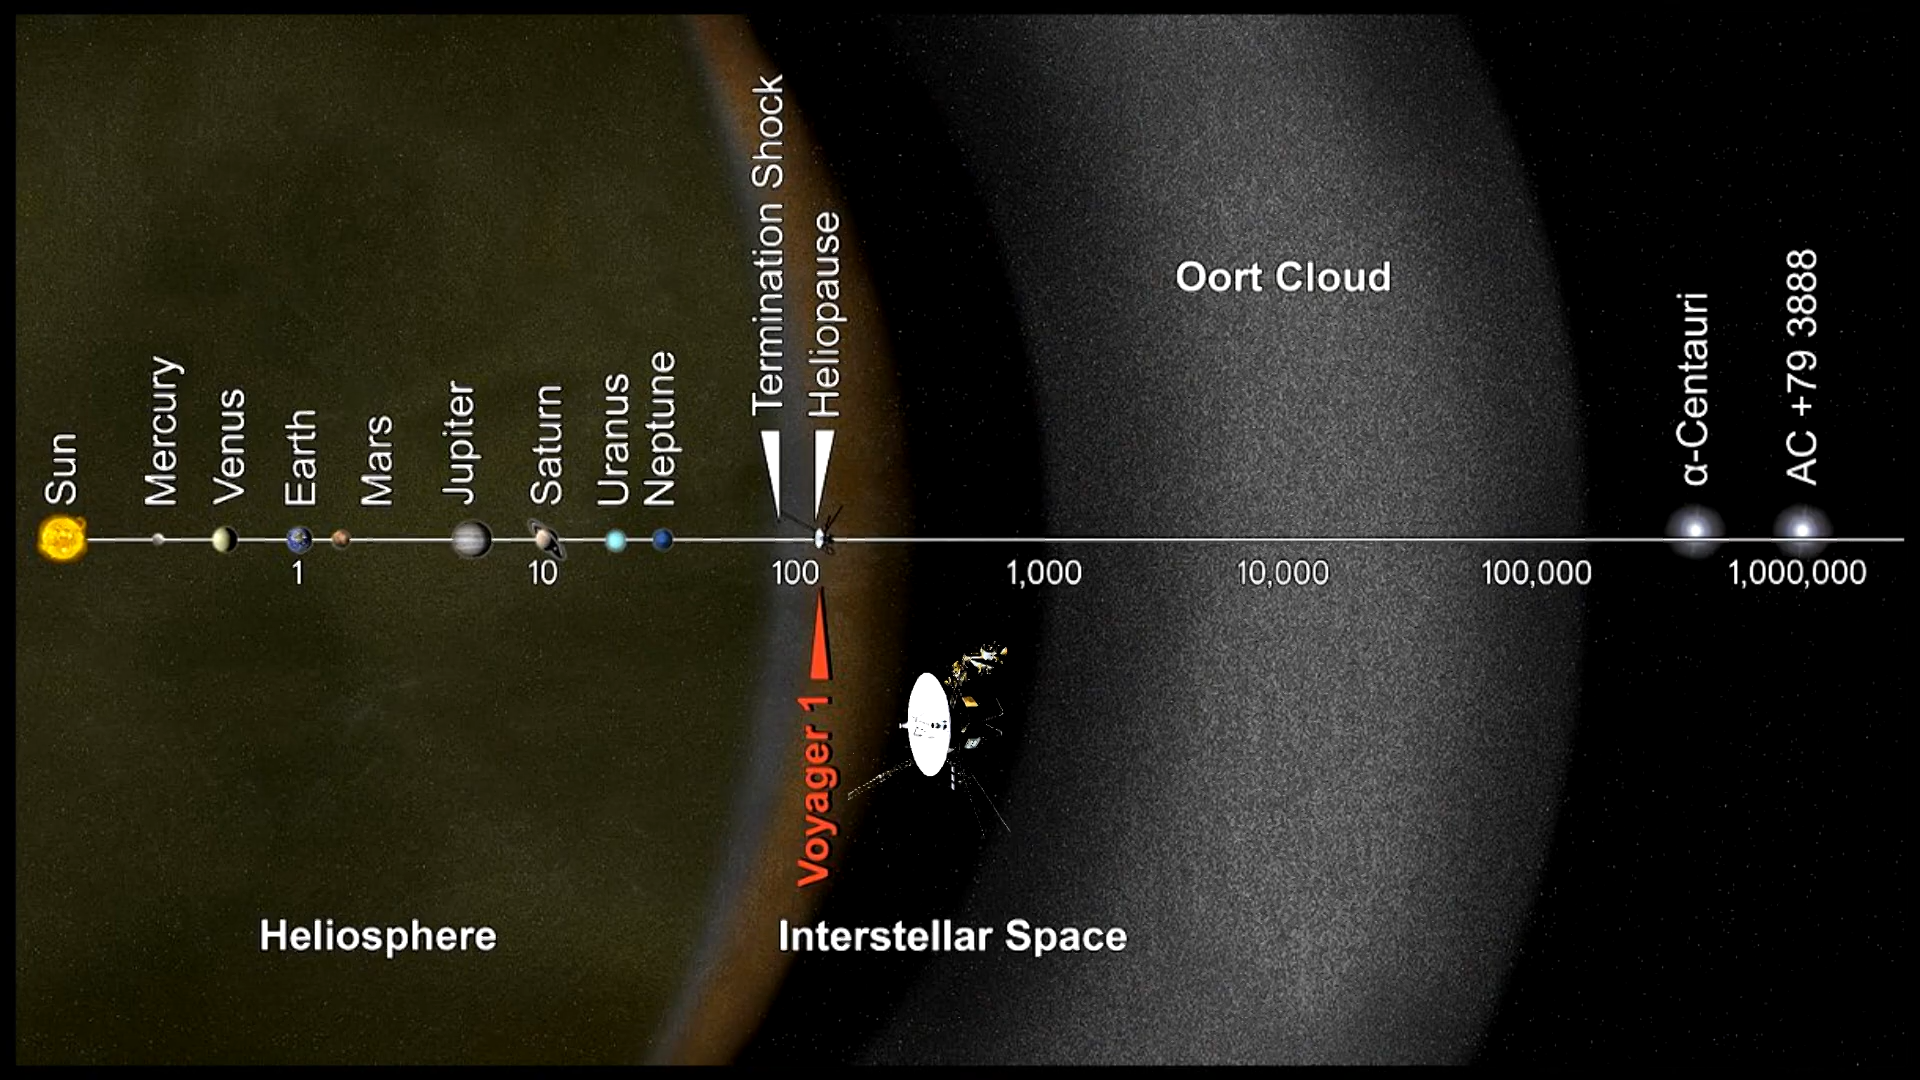 Sun
Mercury
Venus
Earth
Mars
Jupiter
Saturn
Uranus
Neptune
Termination Shock
Heliopause
Oort Cloud
α-Centauri
AC +79 3888
1
10
100
1,000
10,000
100,000
1,000,000
Voyager 1
Heliosphere
Interstellar Space